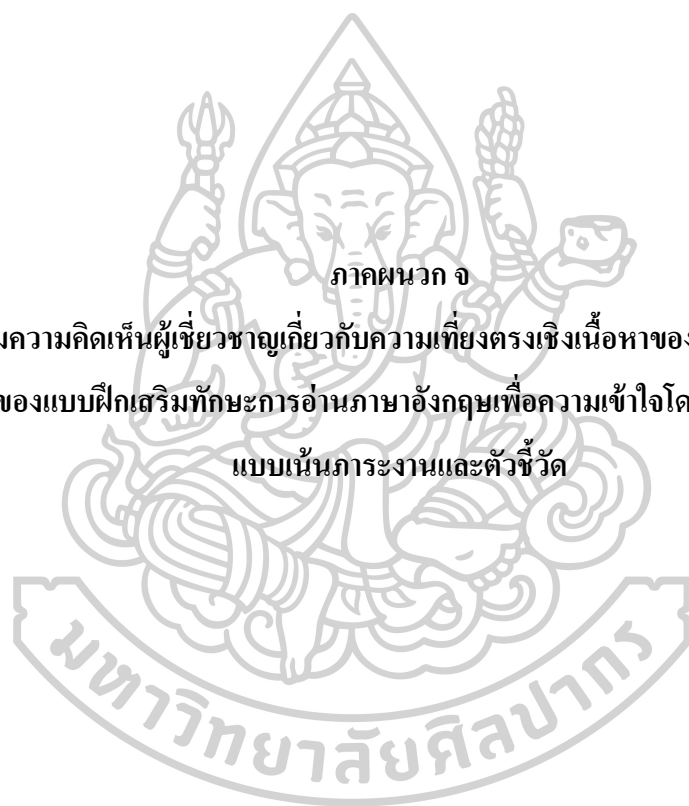 ภาคผนวก จ
ความคิดเห็นผู้เชี่ยวชาญเกี่ยวกับความเที่ยงตรงเชิงเนื้อหาของ
ของแบบฝึกเสริมทักษะการอ่านภาษาอังกฤษเพื่อความเข้าใจโด
แบบเน้นภาระงานและตัวชี้วัด
มหาวิทยาลัยศิลปากร